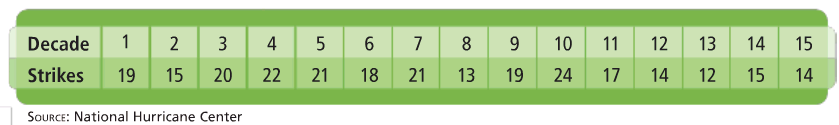 Decade 1 2 3 4 5 6 7 8 9 10 11 12 13 14 15
Strikes 19 15 20 22 21 18 21 13 19 24 17 14 12 15 14
SOURCE: National Hurricane Center